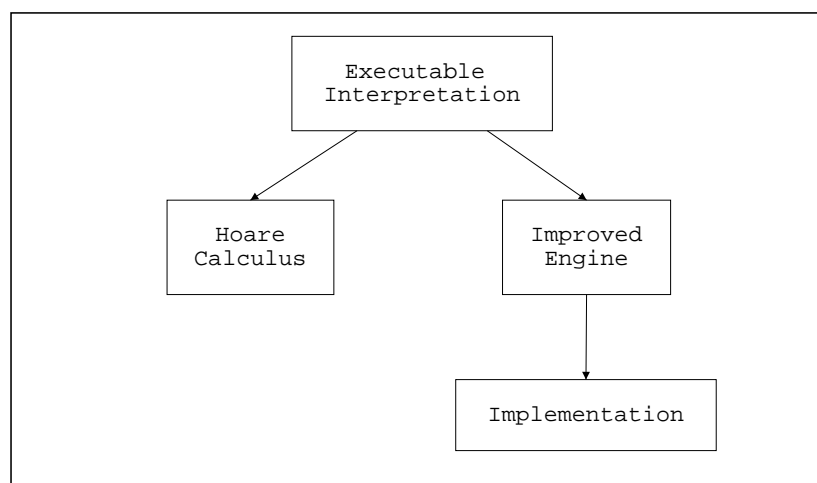 Executable
Interpretation
Hoare
Calculus
Improved
Engine
Implementation